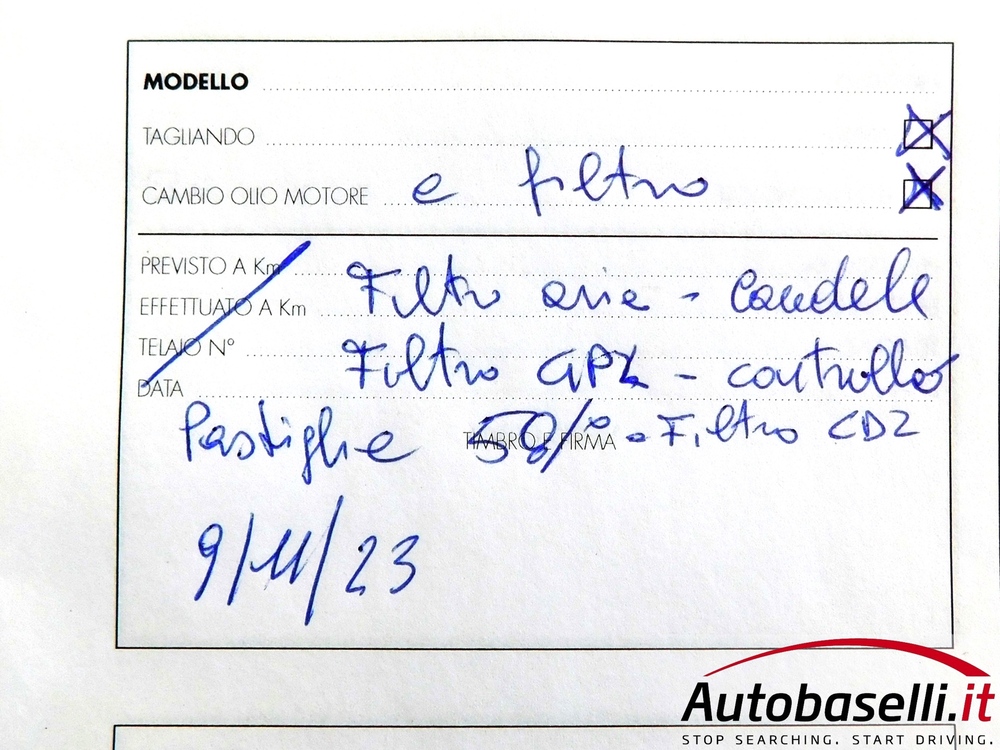 MODELLO
TAGLIANDO
CAMBIO OLIO MOTORE e filtro
PREVISTO A Km
EFFETTUATO A Km Filtro aria - Candele
TELAIO N°
DATA Filtro GPL - controllo
Pastiglie 50% - Filtro CDZ
TIMBRO E FIRMA
9/11/23
Autobaselli.it
STOP SEARCHING. START DRIVING.